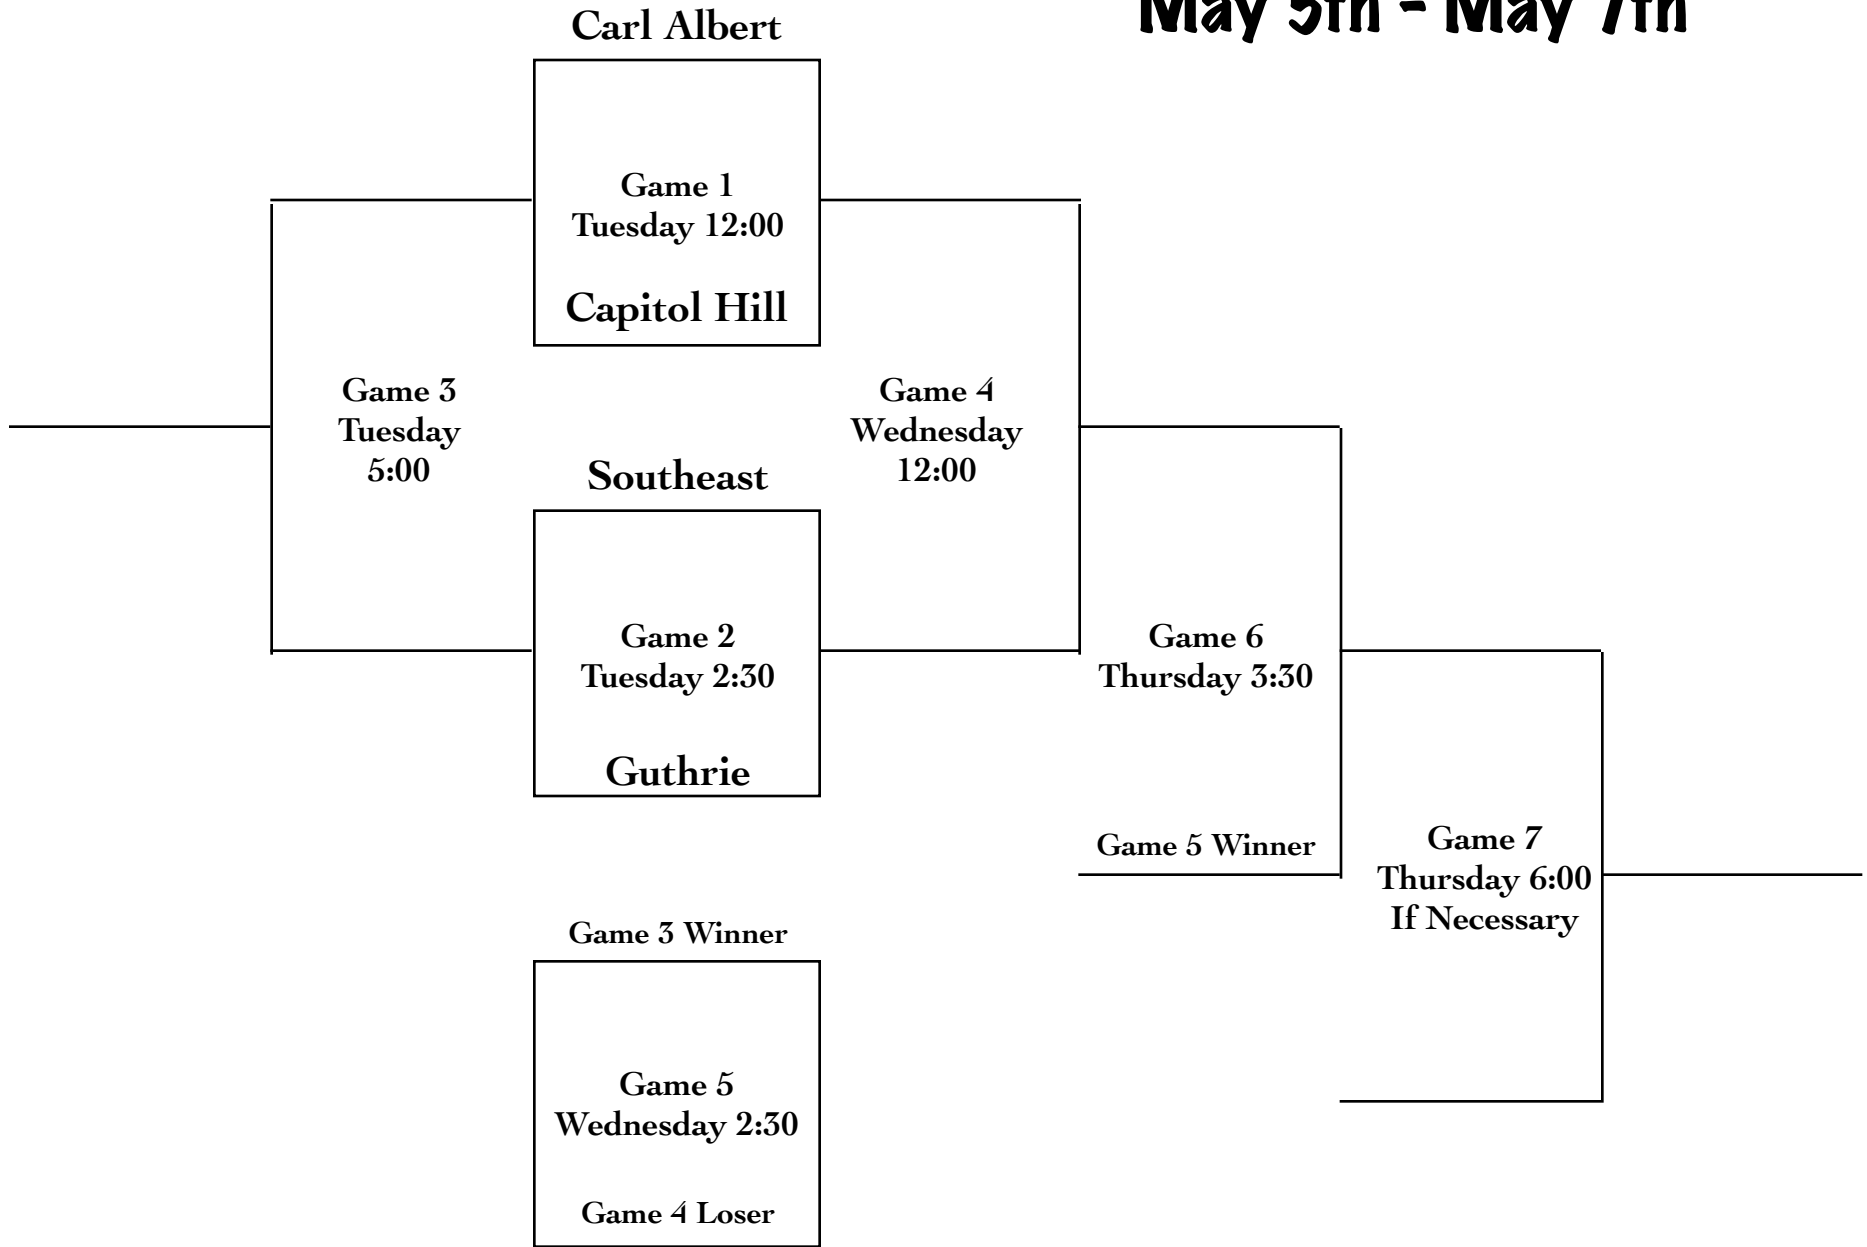 May 5th - May 7th
Carl Albert
Game 1
Tuesday 12:00
Capitol Hill
Game 3
Tuesday
5:00
Game 4
Wednesday
12:00
Southeast
Game 2
Tuesday 2:30
Guthrie
Game 6
Thursday 3:30
Game 5 Winner
Game 7
Thursday 6:00
If Necessary
Game 3 Winner
Game 5
Wednesday 2:30
Game 4 Loser